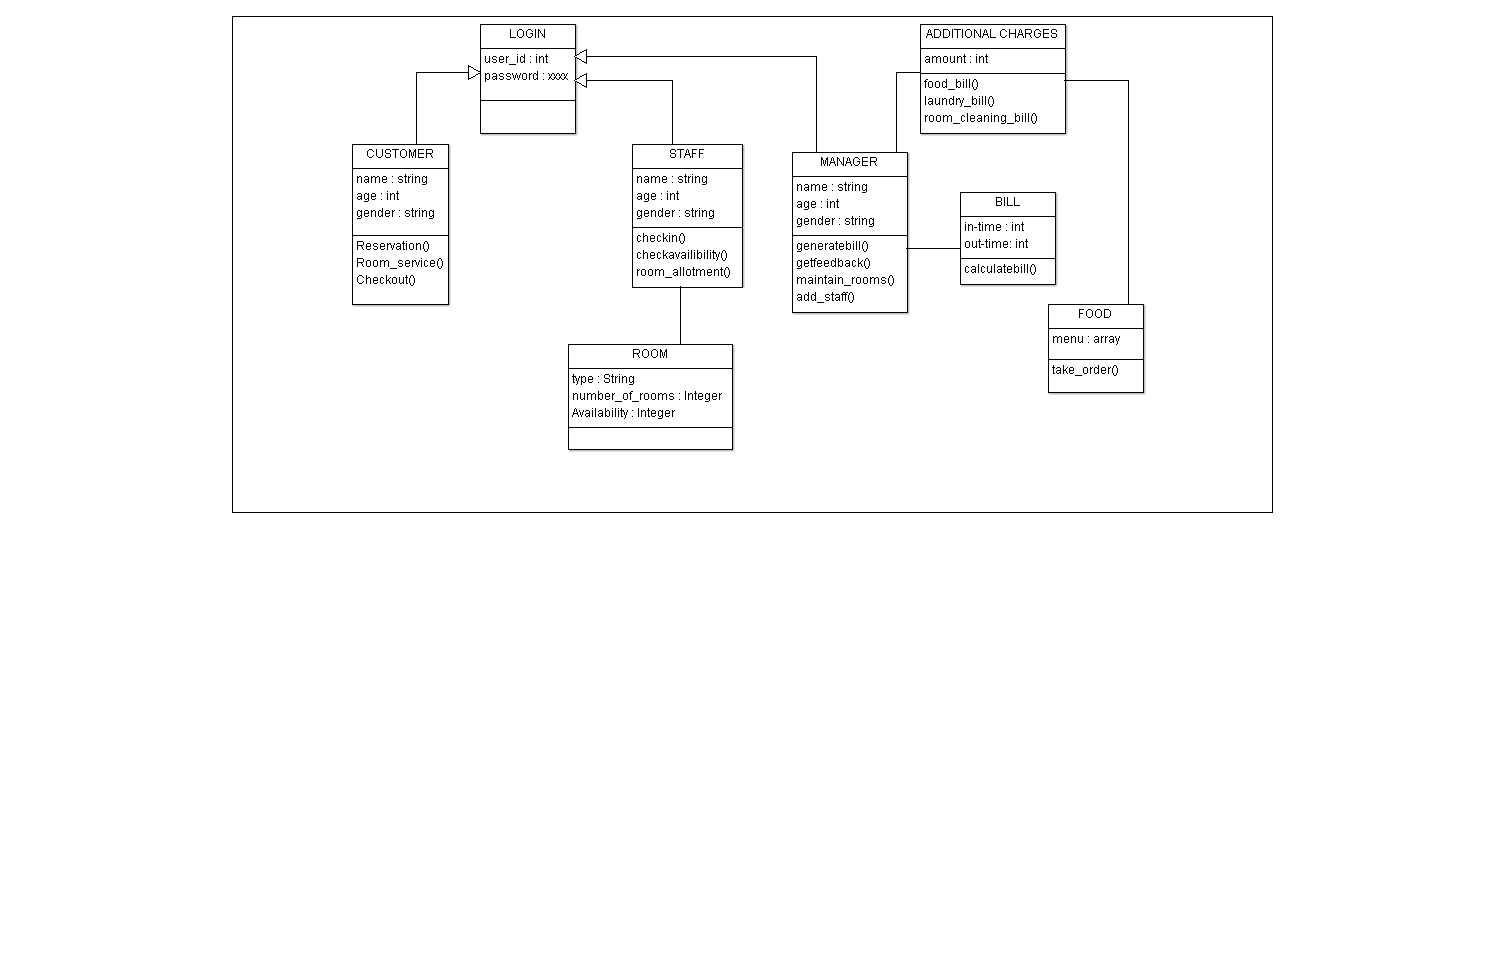 LOGIN
user_id : int
password : xxxx
ADDITIONAL CHARGES
amount : int
food_bill()
laundry_bill()
room_cleaning_bill()
CUSTOMER
name : string
age : int
gender : string
Reservation()
Room_service()
Checkout()
STAFF
name : string
age : int
gender : string
checkin()
checkavailibility()
room_allotment()
MANAGER
name : string
age : int
gender : string
generatebill()
getfeedback()
maintain_rooms()
add_staff()
BILL
in-time : int
out-time: int
calculatebill()
FOOD
menu : array
take_order()
ROOM
type : String
number_of_rooms : Integer
Availability : Integer